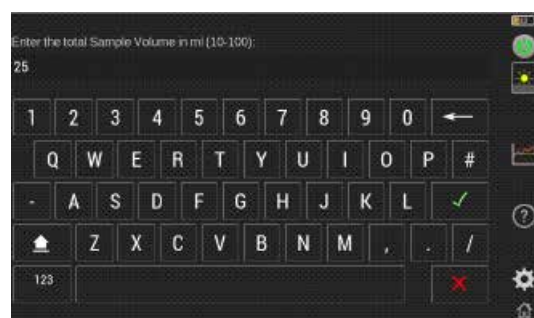 Enter the total Sample Volume in ml (10-100):
25
1 2 3 4 5 6 7 8 9 0
Q W E R T Y U I O P #
- A S D F G H J K L
Z X C V B N M , . /
123
?